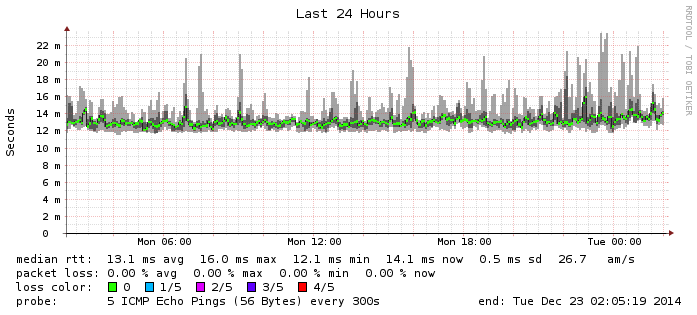 Last 24 Hours
RRDTOOL / TOBI OETIKER
Seconds
22 m
20 m
18 m
16 m
14 m
12 m
10 m
8 m
6 m
4 m
2 m
0
Mon 06:00 Mon 12:00 Mon 18:00 Tue 00:00
median rtt: 13.1 ms avg 16.0 ms max 12.1 ms min 14.1 ms now 0.5 ms sd 26.7 am/s
packet loss: 0.00 % avg 0.00 % max 0.00 % min 0.00 % now
loss color: 0 1/5 2/5 3/5 4/5
probe: 5 ICMP Echo Pings (56 Bytes) every 300s end: Tue Dec 23 02:05:19 2014